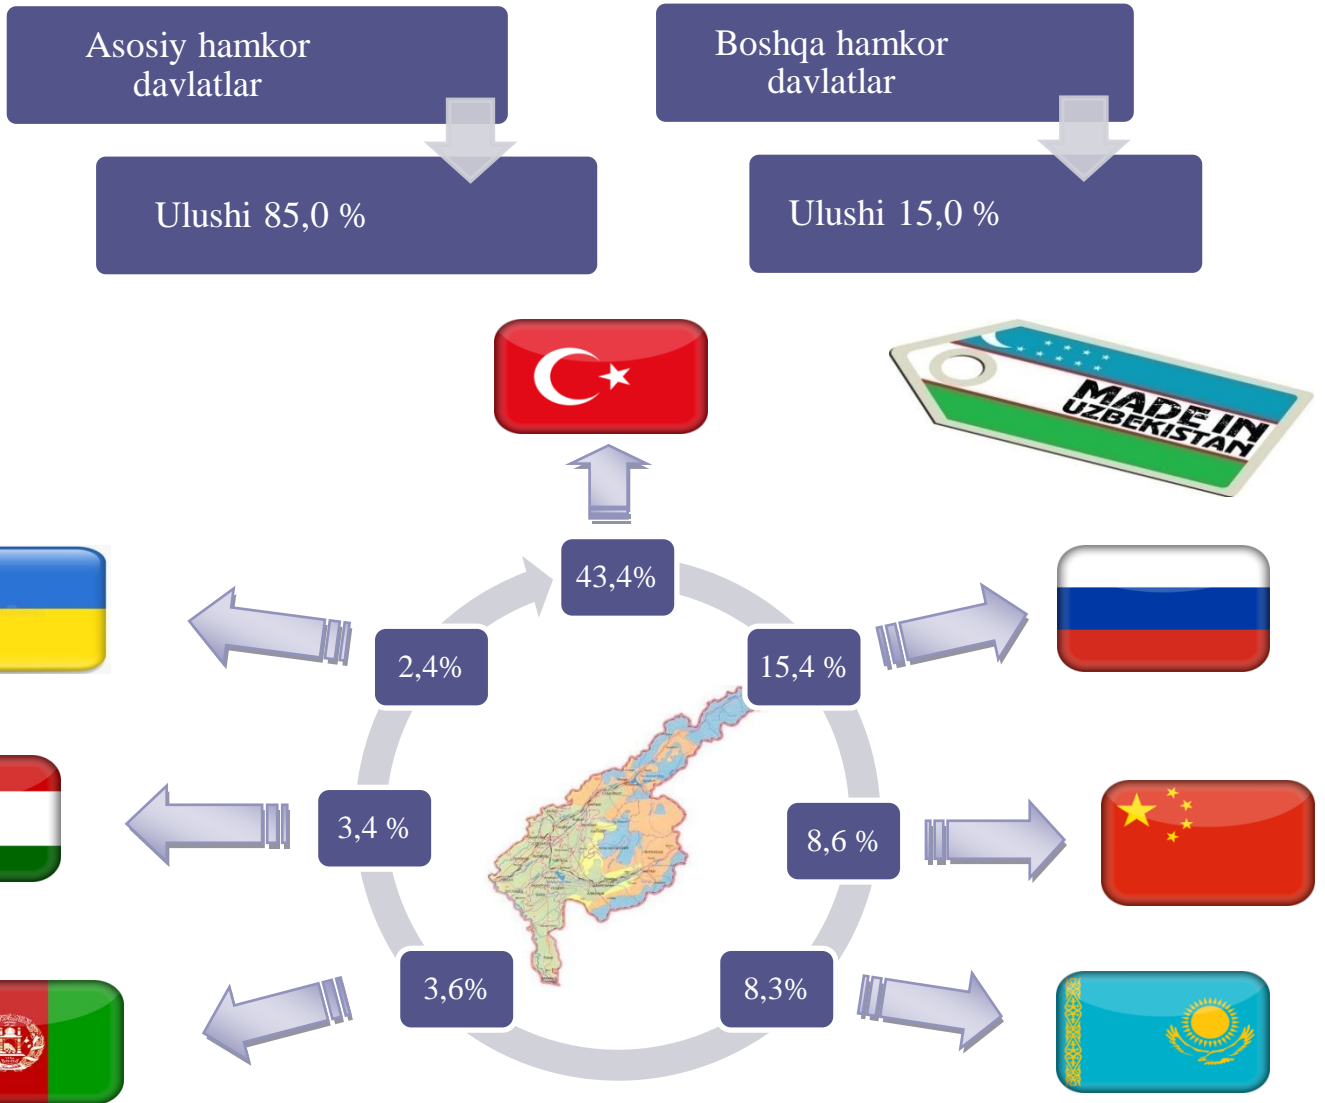 Asosiy hamkor
davlatlar
Boshqa hamkor
davlatlar
Ulushi 85,0 %
Ulushi 15,0 %
MADE IN
UZBEKISTAN
43,4%
2,4%
15,4 %
3,4 %
8,6 %
3,6%
8,3%